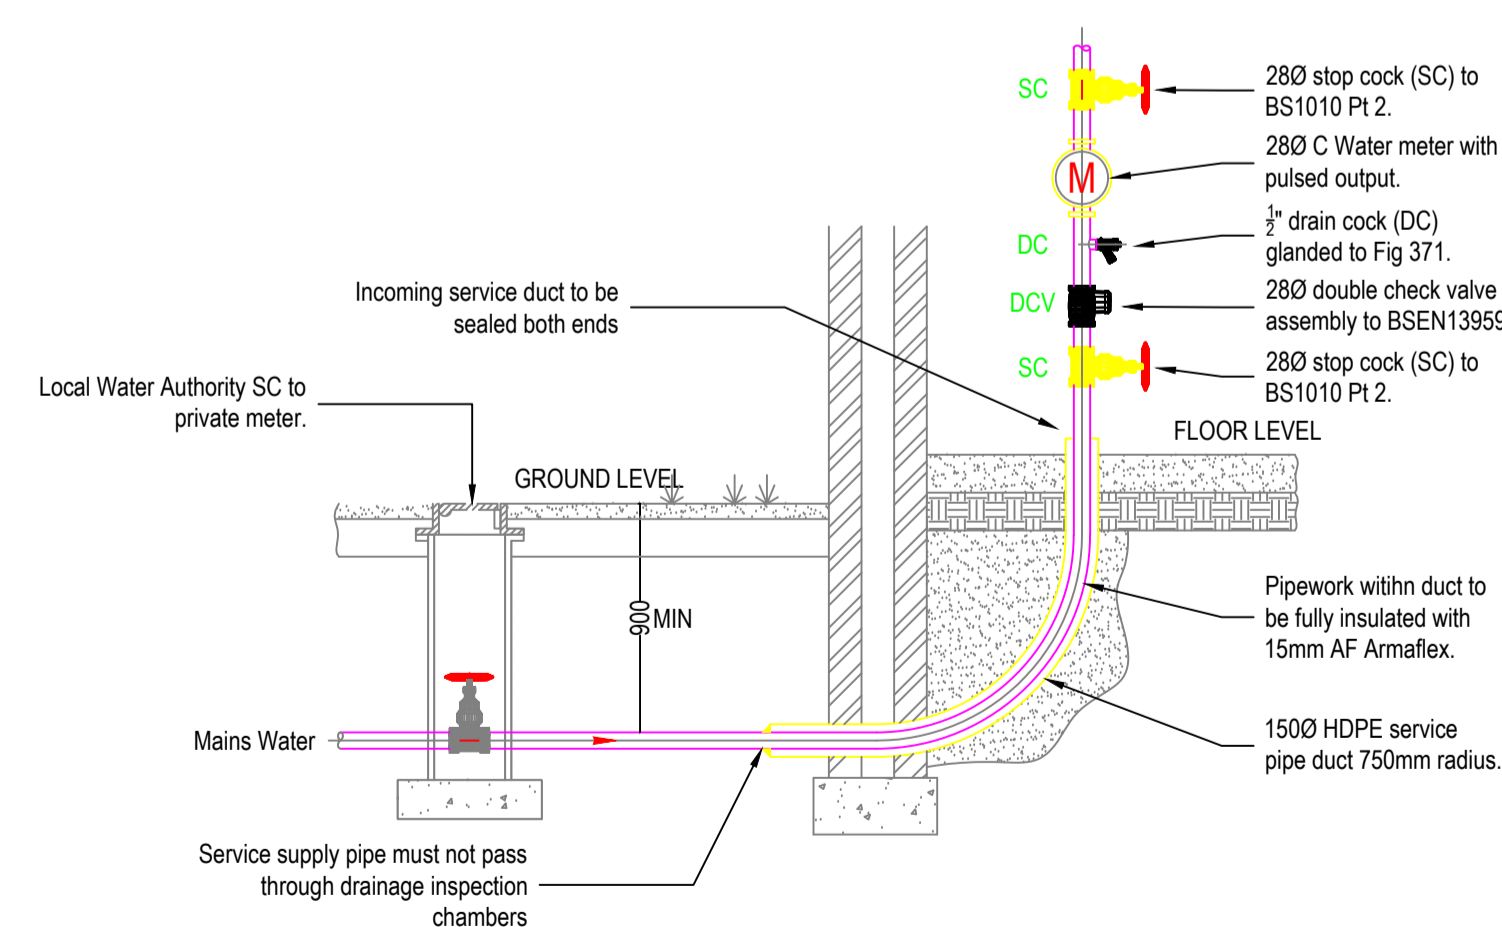 SC
28Ø stop cock (SC) to
BS1010 Pt 2.
28Ø C Water meter with
pulsed output.
M
½" drain cock (DC)
glanded to Fig 371.
DC
28Ø double check valve
assembly to BSEN13959
DCV
28Ø stop cock (SC) to
BS1010 Pt 2.
SC
Incoming service duct to be
sealed both ends
Local Water Authority SC to
private meter.
FLOOR LEVEL
GROUND LEVEL
900 MIN
Pipework witihn duct to
be fully insulated with
15mm AF Armaflex.
Mains Water
150Ø HDPE service
pipe duct 750mm radius.
Service supply pipe must not pass
through drainage inspection
chambers